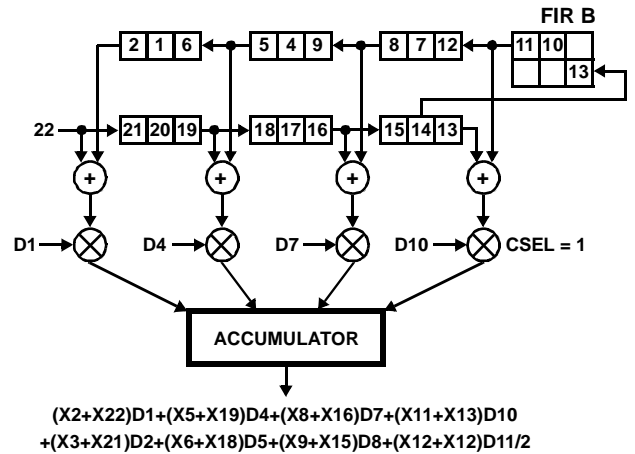 FIR B
2 1 6 5 4 9 8 7 12 11 10
13
22 21 20 19 18 17 16 15 14 13
+ + + +
D1 D4 D7 D10 CSEL = 1
ACCUMULATOR
(X2+X22)D1+(X5+X19)D4+(X8+X16)D7+(X11+X13)D10
+(X3+X21)D2+(X6+X18)D5+(X9+X15)D8+(X12+X12)D11/2